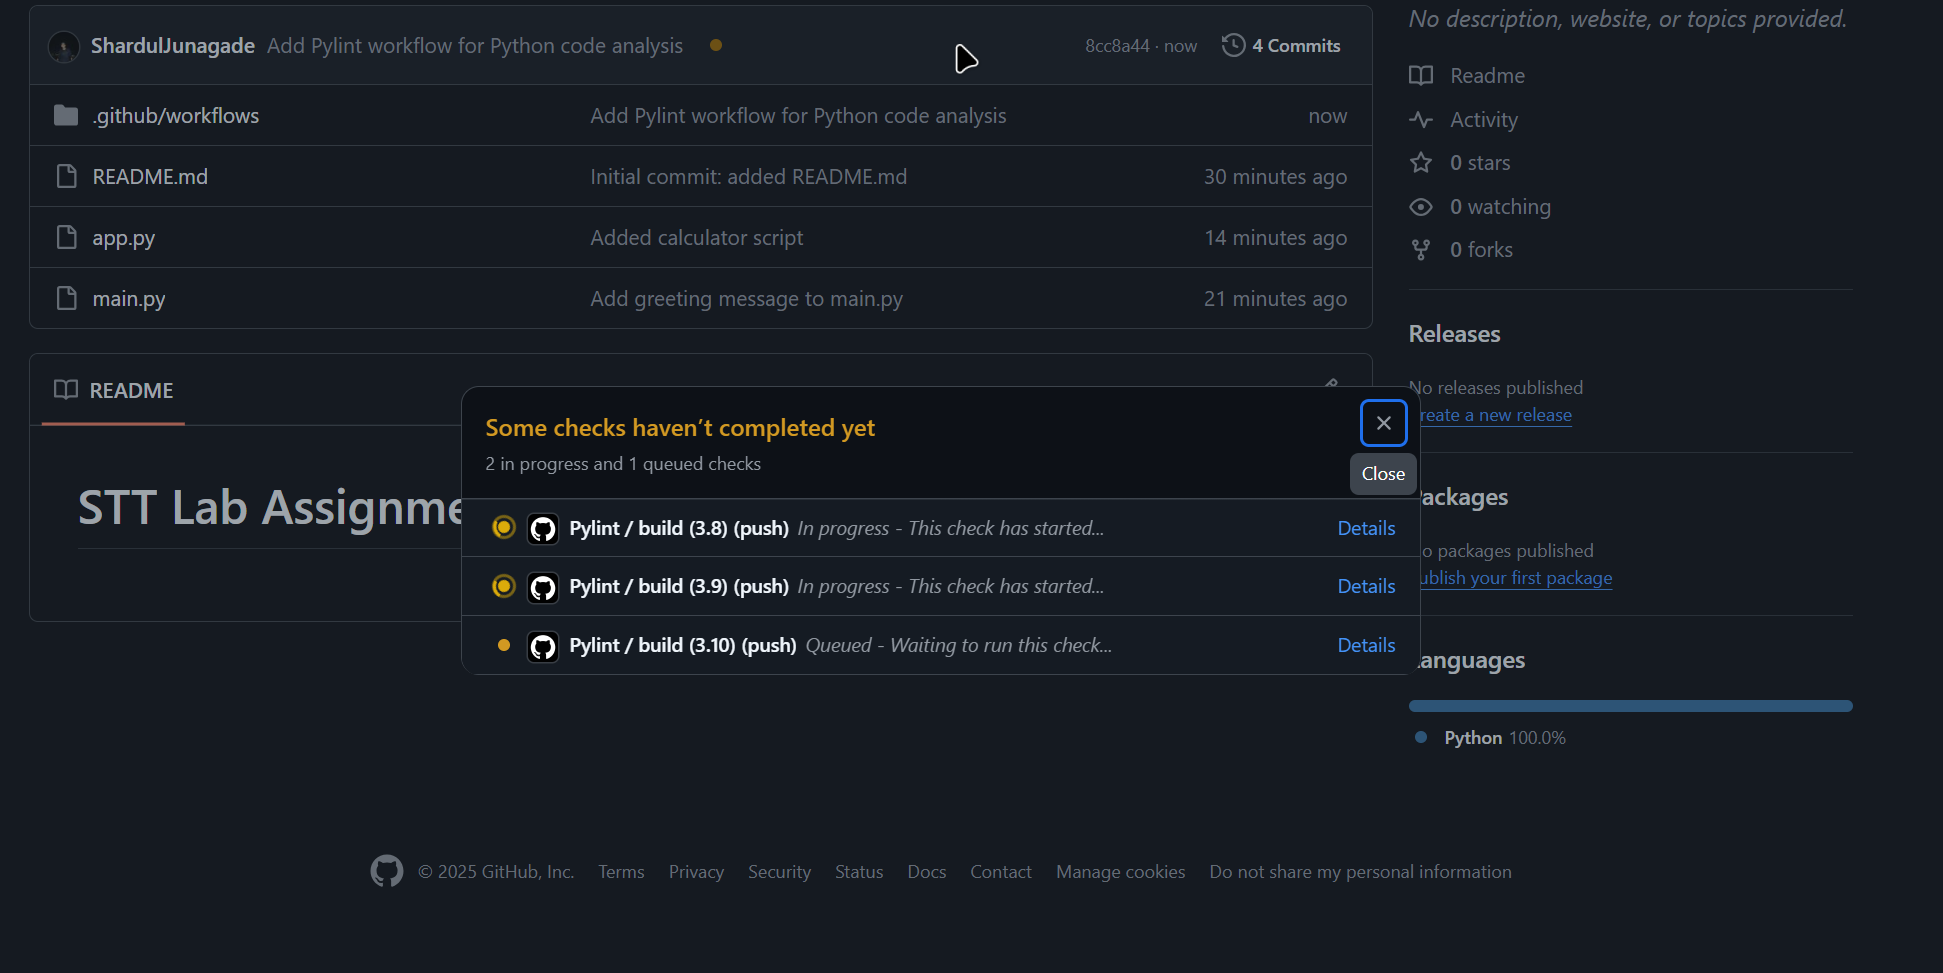 ShardulJunagade Add Pylint workflow for Python code analysis 8cc8a44 · now 4 Commits
.github/workflows Add Pylint workflow for Python code analysis now
README.md Initial commit: added README.md 30 minutes ago
app.py Added calculator script 14 minutes ago
main.py Add greeting message to main.py 21 minutes ago
README
STT Lab Assignme
Some checks haven’t completed yet
2 in progress and 1 queued checks
Close
Pylint / build (3.8) (push) In progress - This check has started... Details
Pylint / build (3.9) (push) In progress - This check has started... Details
Pylint / build (3.10) (push) Queued - Waiting to run this check... Details
No description, website, or topics provided.
Readme
Activity
0 stars
0 watching
0 forks
Releases
No releases published
reate a new release
Packages
o packages published
ublish your first package
Languages
Python 100.0%
© 2025 GitHub, Inc. Terms Privacy Security Status Docs Contact Manage cookies Do not share my personal information